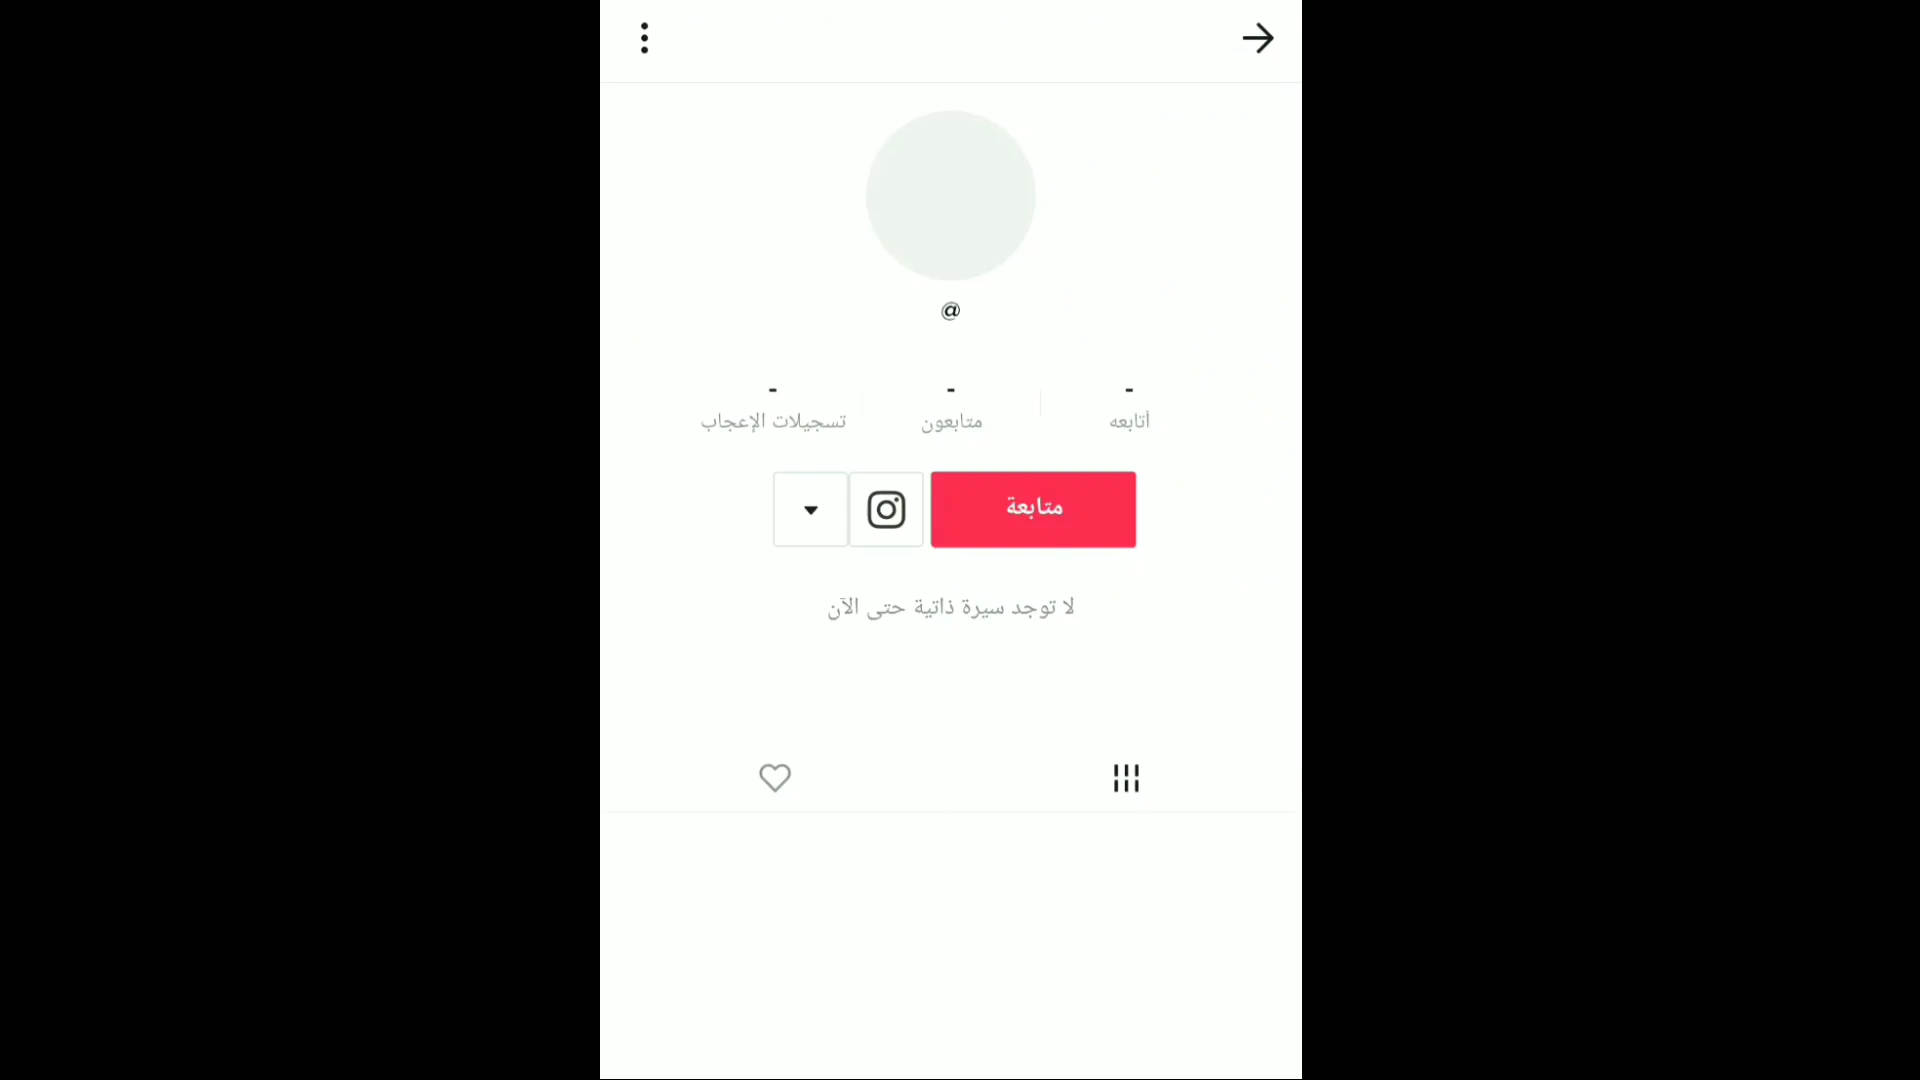 @
- - -
أتابعه متابعون تسجيلات الإعجاب
متابعة
لا توجد سيرة ذاتية حتى الآن